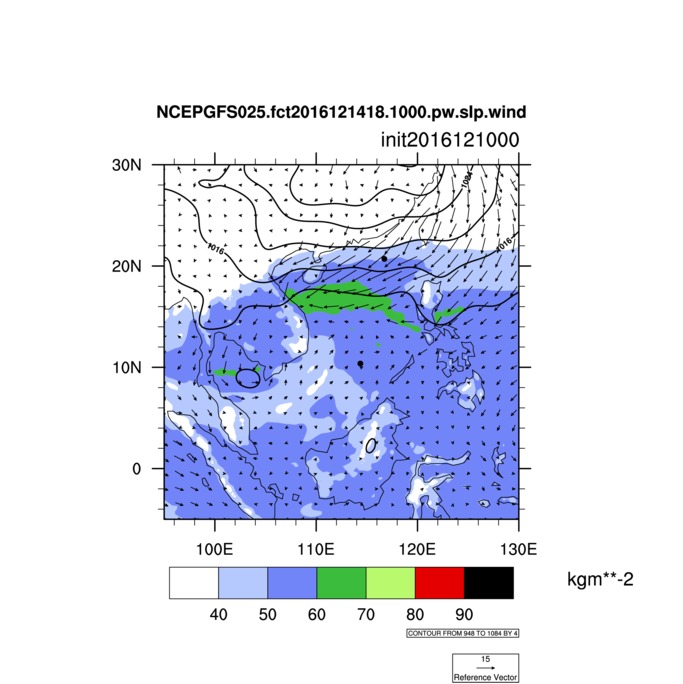 NCEPGFS025.fct2016121418.1000.pw.slp.wind
init2016121000
30N
1024
1016
1016
20N
10N
0
100E
110E
120E
130E
kgm**-2
40
50
60
70
80
90
CONTOUR FROM 948 TO 1084 BY 4
15
Reference Vector